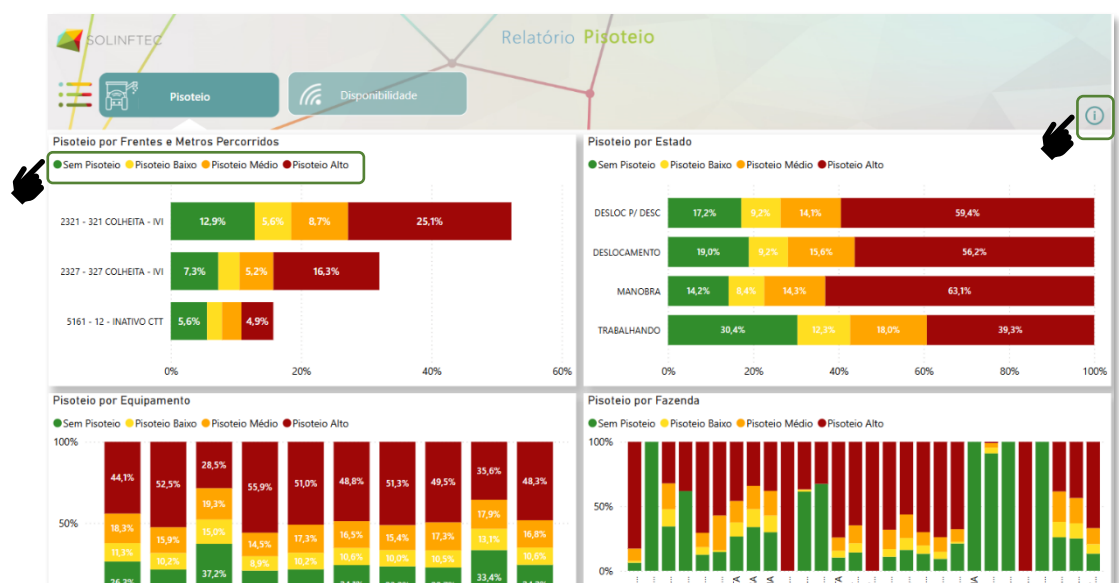 SOLINFTEC
Relatório Pisoteio
Pisoteio
Disponibilidade
Pisoteio por Frentes e Metros Percorridos
Sem Pisoteio Pisoteio Baixo Pisoteio Médio Pisoteio Alto
2321 - 321 COLHEITA - IVI 12,9% 5,6% 8,7% 25,1%
2327 - 327 COLHEITA - IVI 7,3% 5,2% 16,3%
5161 - 12 - INATIVO CTT 5,6% 4,9%
0% 20% 40% 60%
Pisoteio por Estado
Sem Pisoteio Pisoteio Baixo Pisoteio Médio Pisoteio Alto
DESLOC P/ DESC 17,2% 9,2% 14,1% 59,4%
DESLOCAMENTO 19,0% 9,2% 15,6% 56,2%
MANOBRA 14,2% 8,4% 14,3% 63,1%
TRABALHANDO 30,4% 12,3% 18,0% 39,3%
0% 20% 40% 60% 80% 100%
Pisoteio por Equipamento
Sem Pisoteio Pisoteio Baixo Pisoteio Médio Pisoteio Alto
100%
44,1% 52,5% 28,5% 55,9% 51,0% 48,8% 51,3% 49,5% 35,6% 48,3%
50%
18,3% 15,9% 19,3% 14,5% 17,3% 16,5% 15,4% 17,3% 17,9% 16,8%
11,3% 10,2% 15,0% 8,9% 10,2% 10,6% 10,0% 10,5% 13,1% 10,6%
37,2% 33,4%
Pisoteio por Fazenda
Sem Pisoteio Pisoteio Baixo Pisoteio Médio Pisoteio Alto
100%
50%
0%